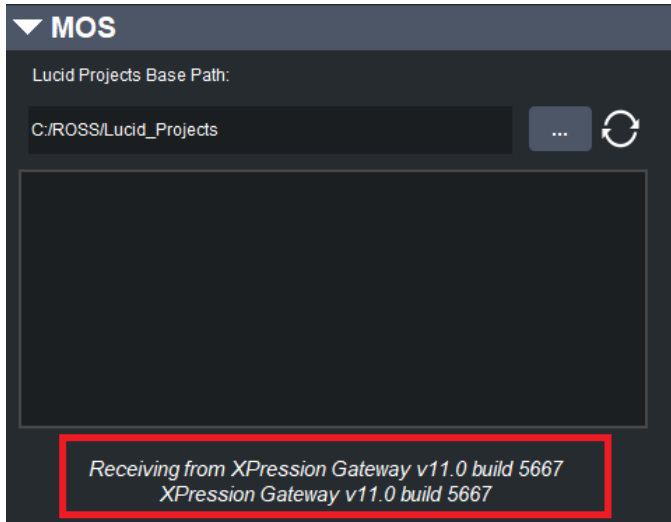 MOS
Lucid Projects Base Path:
C:/ROSS/Lucid_Projects
...
Receiving from XPression Gateway v11.0 build 5667
XPression Gateway v11.0 build 5667